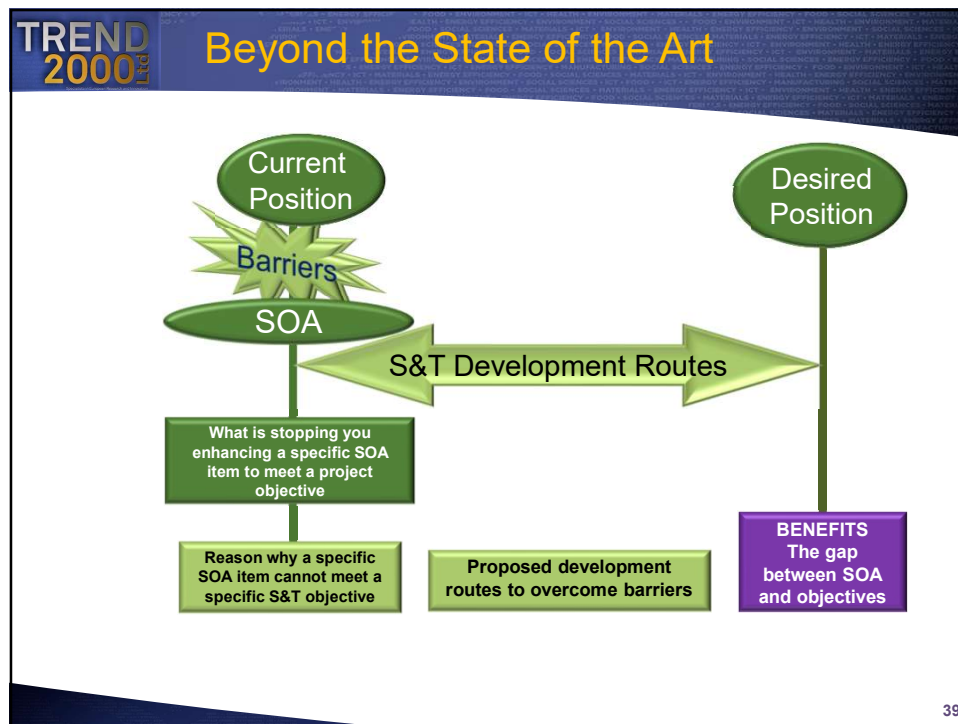 TREND
2000 Ltd
Beyond the State of the Art
Current
Position
Desired
Position
Barriers
SOA
S&T Development Routes
What is stopping you
enhancing a specific SOA
item to meet a project
objective
Reason why a specific
SOA item cannot meet a
specific S&T objective
Proposed development
routes to overcome barriers
BENEFITS
The gap
between SOA
and objectives
39